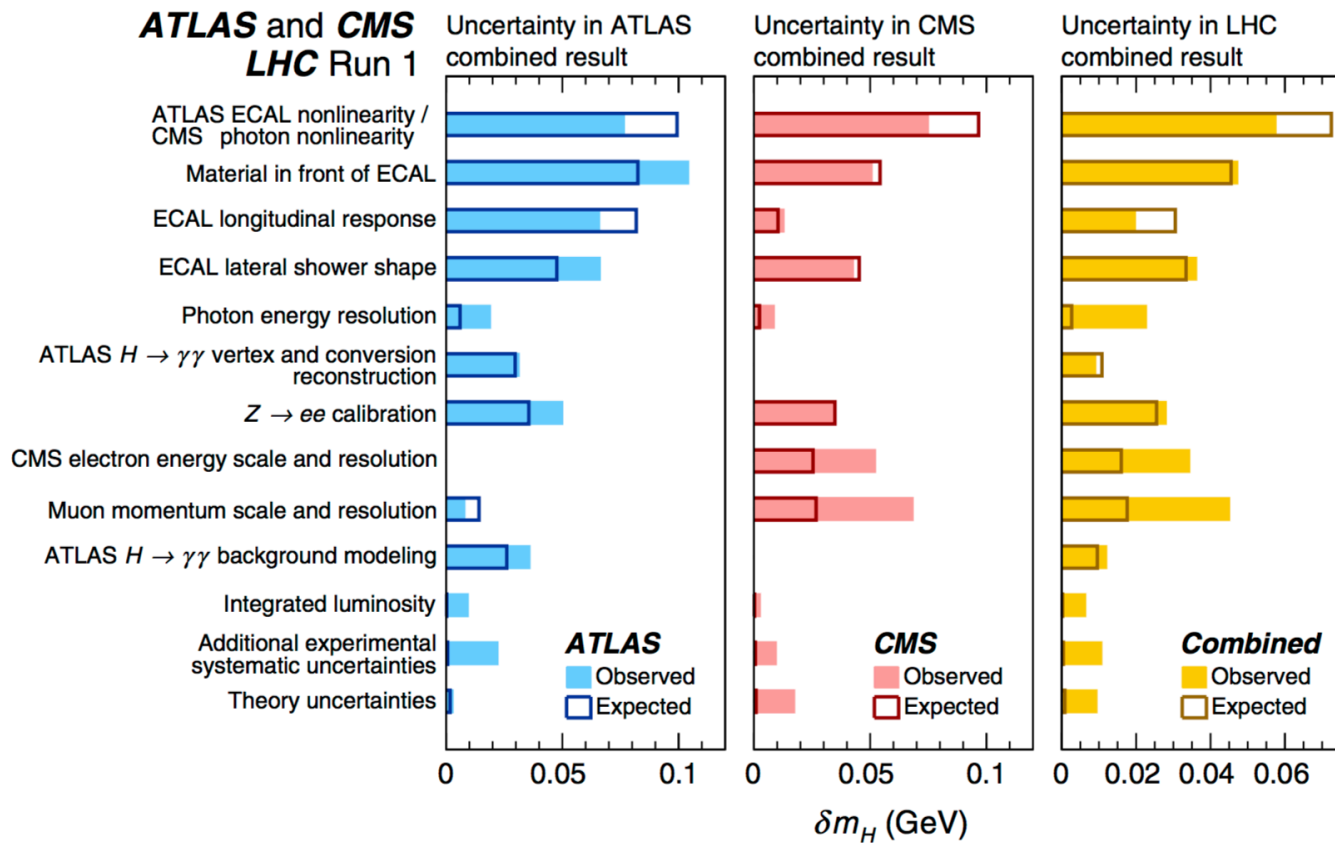 ATLAS and CMS
LHC Run 1
Uncertainty in ATLAS
combined result
Uncertainty in CMS
combined result
Uncertainty in LHC
combined result
ATLAS ECAL nonlinearity /
CMS photon nonlinearity
Material in front of ECAL
ECAL longitudinal response
ECAL lateral shower shape
Photon energy resolution
ATLAS H → γγ vertex and conversion
reconstruction
Z → ee calibration
CMS electron energy scale and resolution
Muon momentum scale and resolution
ATLAS H → γγ background modeling
Integrated luminosity
Additional experimental
systematic uncertainties
Theory uncertainties
ATLAS
Observed
Expected
CMS
Observed
Expected
Combined
Observed
Expected
0 0.05 0.1
0 0.05 0.1
0 0.02 0.04 0.06
δm_H (GeV)